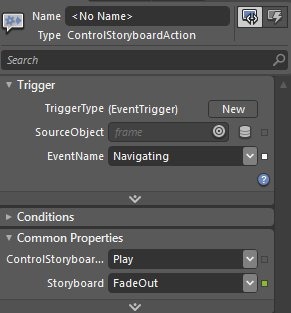 Name <No Name>
Type ControlStoryboardAction
Search
Trigger
TriggerType (EventTrigger) New
SourceObject frame
EventName Navigating
?
Conditions
Common Properties
ControlStoryboar... Play
Storyboard FadeOut